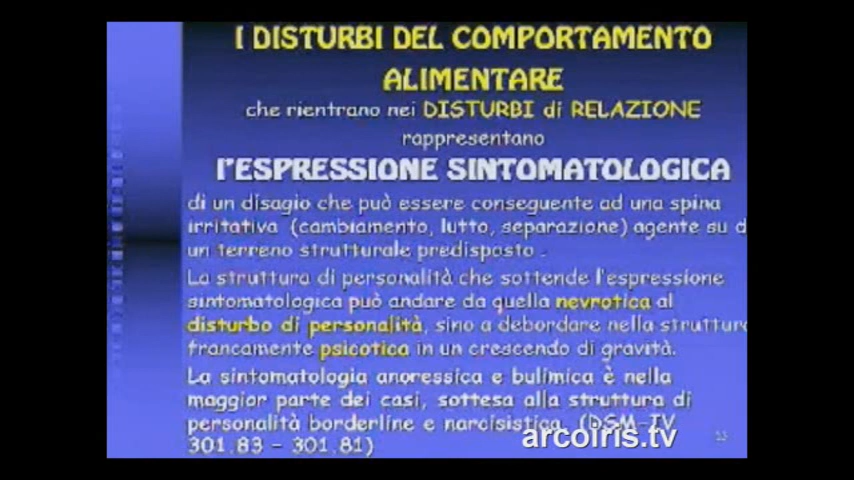 I DISTURBI DEL COMPORTAMENTO
ALIMENTARE
che rientrano nei DISTURBI di RELAZIONE
rappresentano
l'ESPRESSIONE SINTOMATOLOGICA
di un disagio che può essere conseguente ad una spina
irritativa (cambiamento, lutto, separazione) agente su d
un terreno strutturale predisposto .
La struttura di personalità che sottende l'espressione
sintomatologica può andare da quella nevrotica al
disturbo di personalità, sino a debordare nella struttura
francamente psicotica in un crescendo di gravità.
La sintomatologia anoressica e bulimica è nella
maggior parte dei casi, sottesa alla struttura di
personalità borderline e narcisistica. (DSM-IV
301.83 - 301.81)
arcoiris.tv